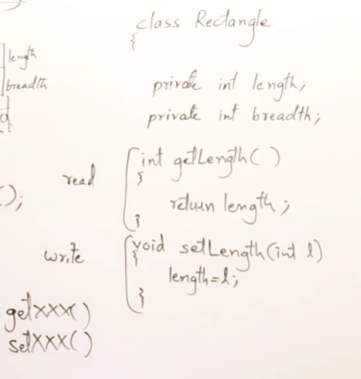 class Rectangle
{
length
breadth
private int length;
private int breadth;
int getLength()
{
read
return length;
}
();
void setLength(int l)
{
write
length=l;
}
getXXX()
setXXX()